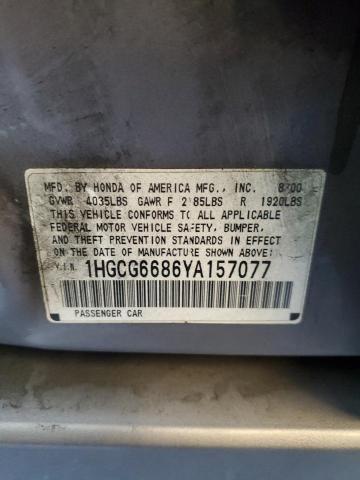 MFD. BY HONDA OF AMERICA MFG., INC. 8/00
GVWR 4035LBS GAWR F 2185LBS R 1920LBS
THIS VEHICLE CONFORMS TO ALL APPLICABLE
FEDERAL MOTOR VEHICLE SAFETY, BUMPER,
AND THEFT PREVENTION STANDARDS IN EFFECT
ON THE DATE OF MANUFACTURE SHOWN ABOVE.
V.I.N. 1HGCG6686YA157077
PASSENGER CAR